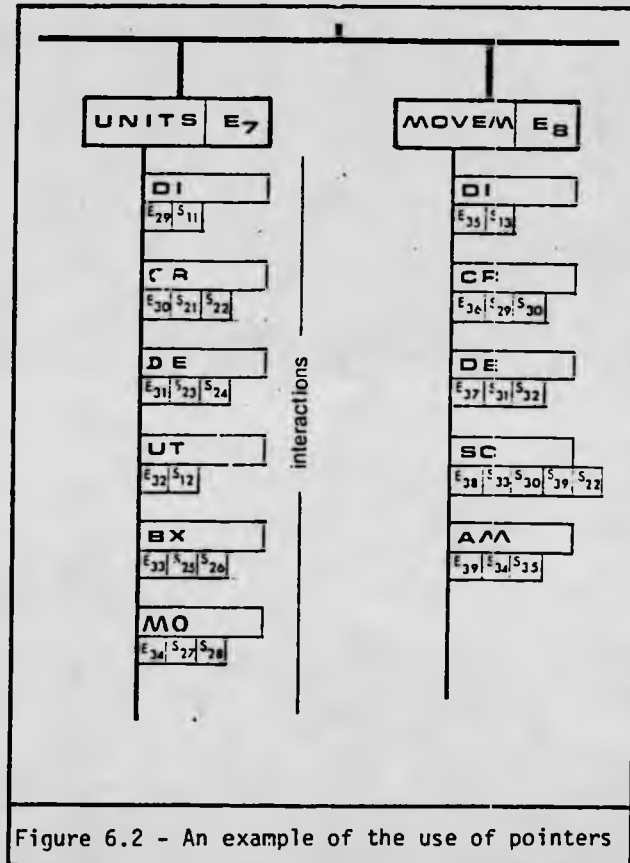 UNITS E7
DI
E29 S11
CR
E30 S21 S22
DE
E31 S23 S24
UT
E32 S12
BX
E33 S25 S26
MO
E34 S27 S28
interactions
MOVEM E8
DI
E35 S13
CR
E36 S29 S30
DE
E37 S31 S32
SC
E38 S33 S30 S39 S22
AM
E39 S34 S35
Figure 6.2 - An example of the use of pointers